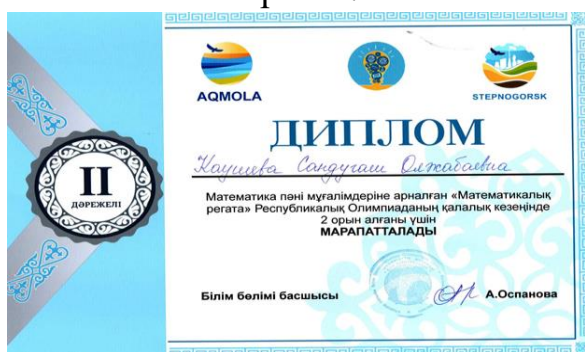 AQMOLA
STEPNOGORSK
ДИПЛОМ
Сандугаш Олжабаевна
II
ДӘРЕЖЕЛІ
Математика пәні мұғалімдеріне арналған «Математикалық
регата» Республикалық Олимпиаданың қалалық кезеңінде
2 орын алғаны үшін
МАРАПАТТАЛАДЫ
Білім бөлімі басшысы
А.Оспанова